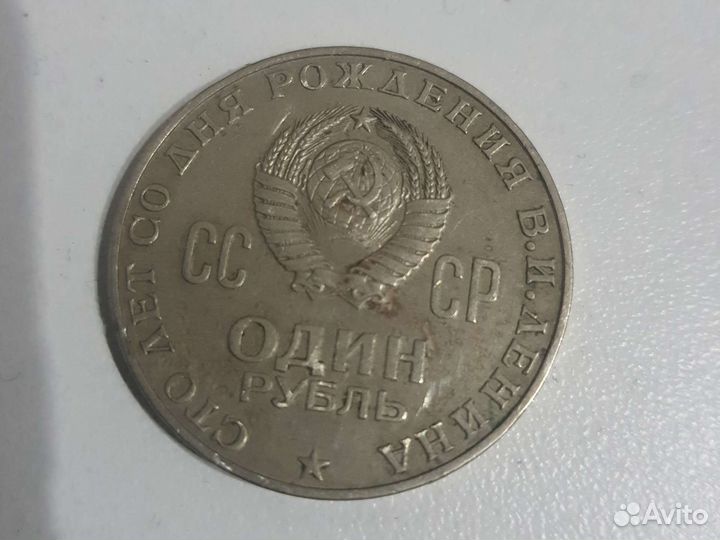 СТО ЛЕТ СО ДНЯ РОЖДЕНИЯ В.И.ЛЕНИНА
СС СР
ОДИН
РУБЛЬ
Avito